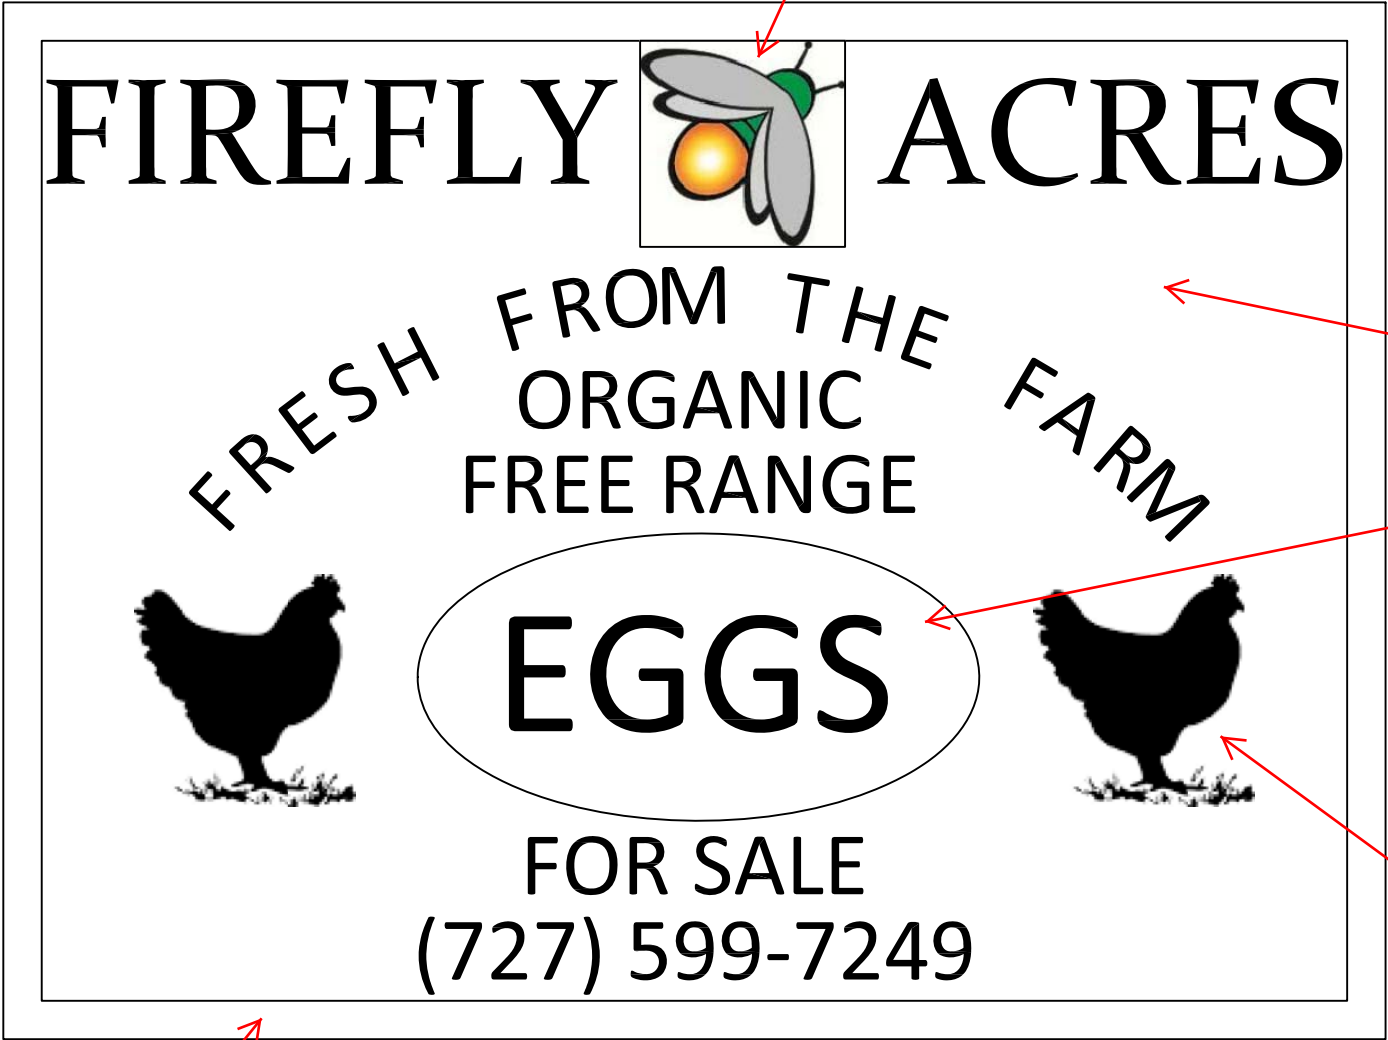 FIREFLY ACRES
FRESH FROM THE FARM
ORGANIC
FREE RANGE
EGGS
FOR SALE
(727) 599-7249